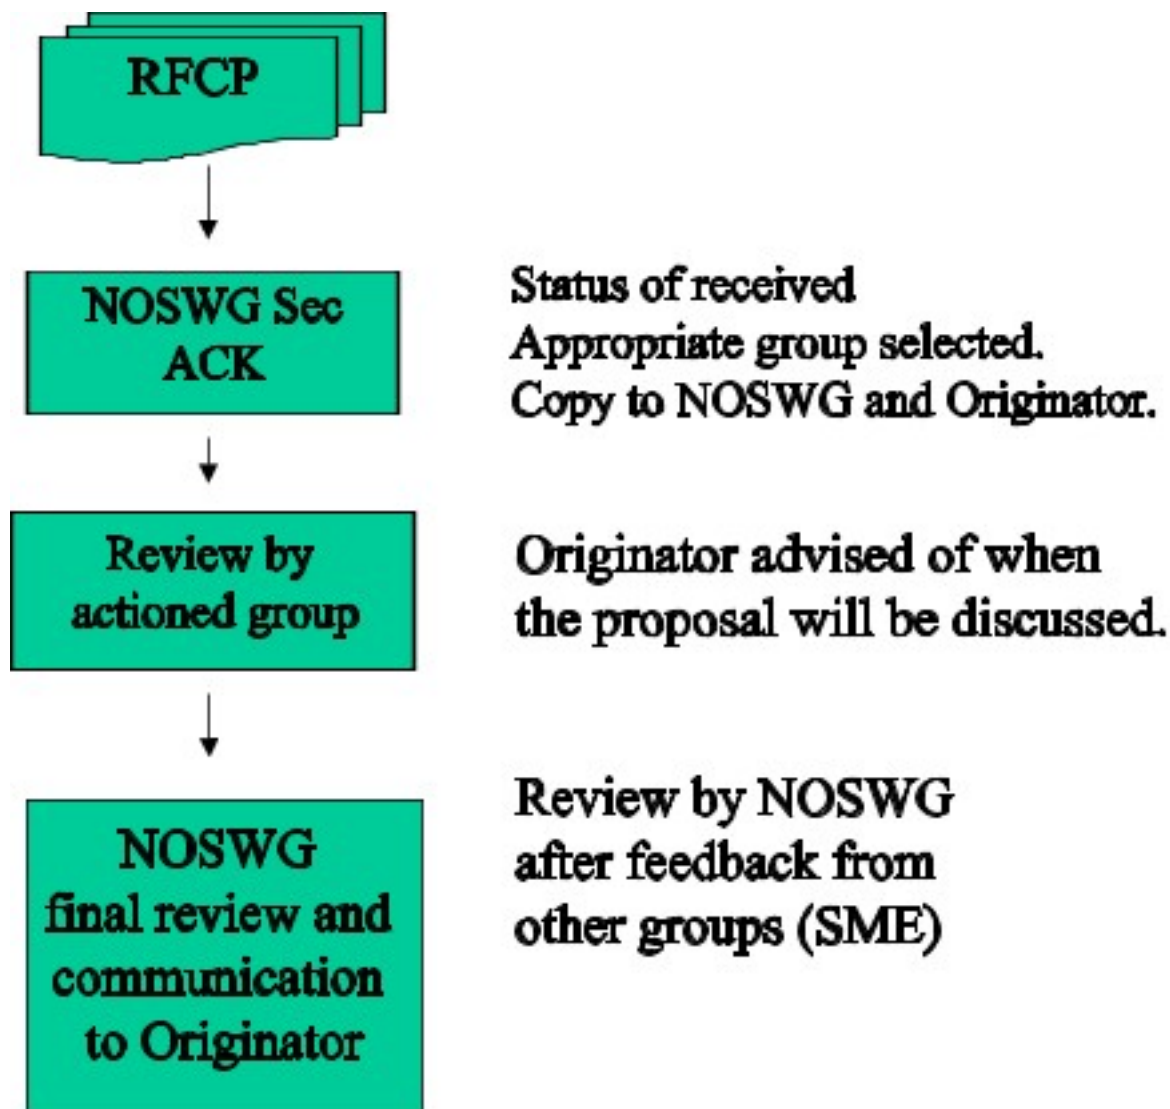 RFCP
NOSWG Sec
ACK
Status of received
Appropriate group selected.
Copy to NOSWG and Originator.
Review by
actioned group
Originator advised of when
the proposal will be discussed.
NOSWG
final review and
communication
to Originator
Review by NOSWG
after feedback from
other groups (SME)